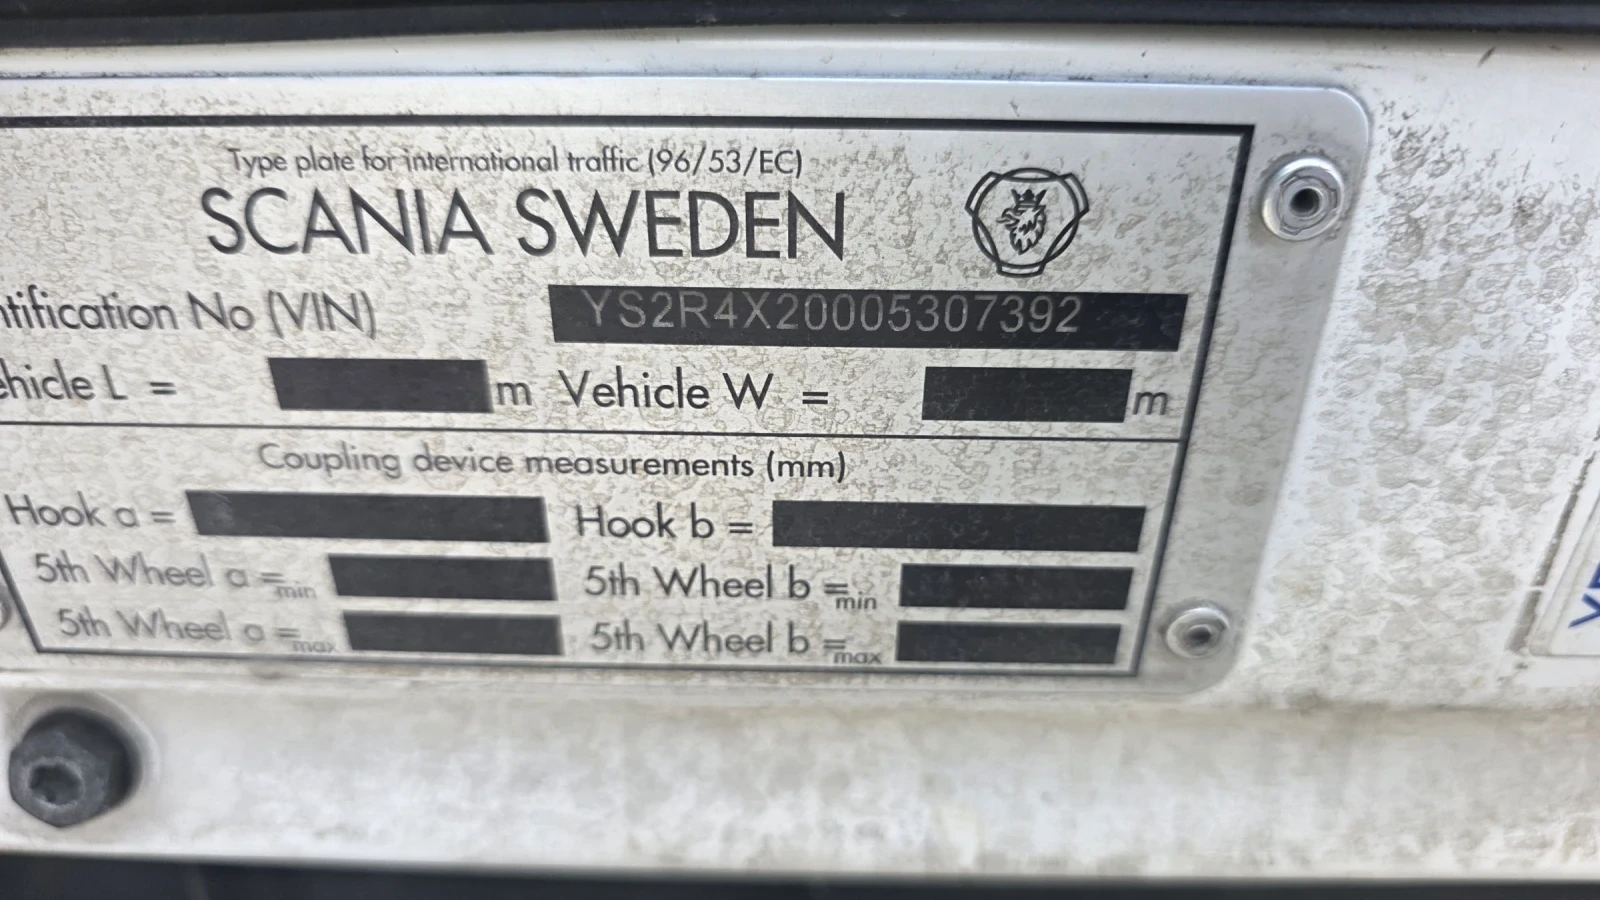 Type plate for international traffic (96/53/EC)
SCANIA SWEDEN
ntification No (VIN) YS2R4X20005307392
ehicle L = m Vehicle W = m
Coupling device measurements (mm)
Hook a = Hook b =
5th Wheel a =min 5th Wheel b =min
5th Wheel a =max 5th Wheel b =max